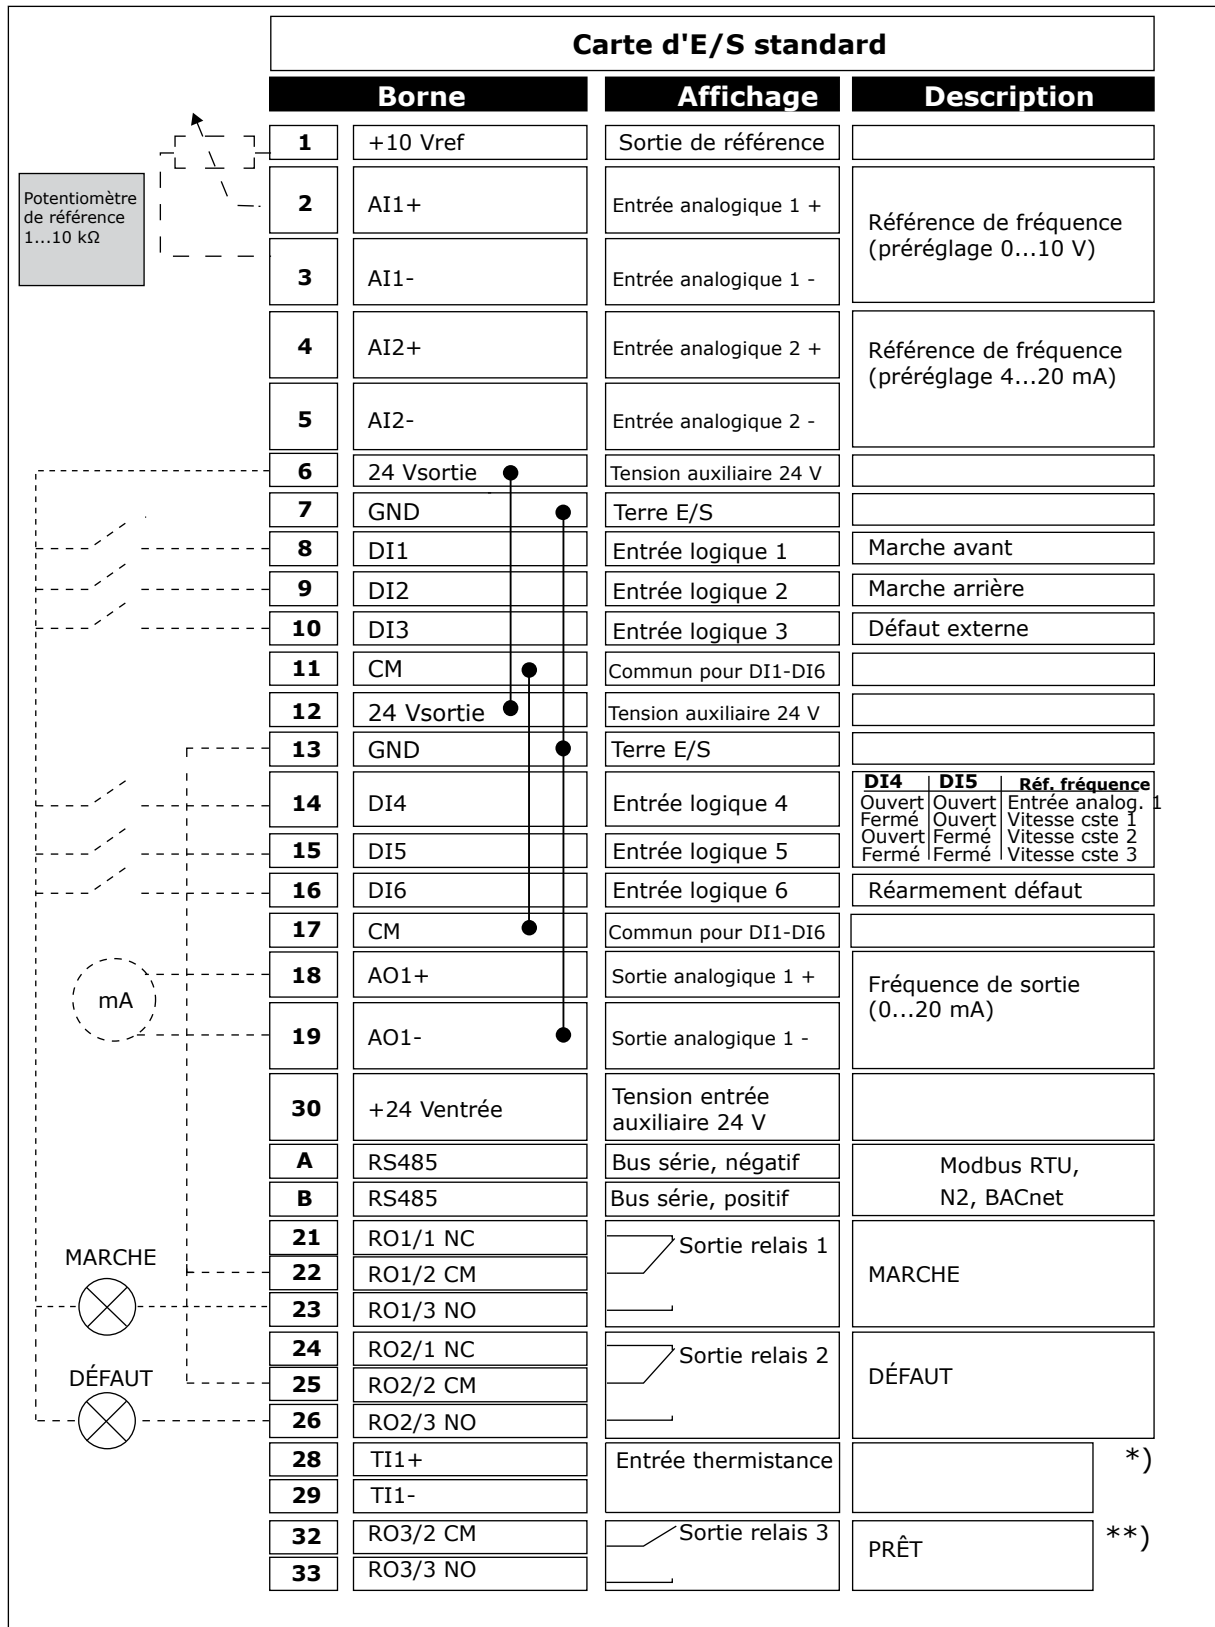 Carte d'E/S standard
Borne Affichage Description
1 +10 Vref Sortie de référence
Potentiomètre
de référence
1...10 kΩ
2 AI1+ Entrée analogique 1 +
Référence de fréquence
(préréglage 0...10 V)
3 AI1- Entrée analogique 1 -
4 AI2+ Entrée analogique 2 +
Référence de fréquence
(préréglage 4...20 mA)
5 AI2- Entrée analogique 2 -
6 24 Vsortie Tension auxiliaire 24 V
7 GND Terre E/S
8 DI1 Entrée logique 1 Marche avant
9 DI2 Entrée logique 2 Marche arrière
10 DI3 Entrée logique 3 Défaut externe
11 CM Commun pour DI1-DI6
12 24 Vsortie Tension auxiliaire 24 V
13 GND Terre E/S
14 DI4 Entrée logique 4
DI4 DI5 Réf. fréquence
Ouvert Ouvert Entrée analog. 1
Fermé Ouvert Vitesse cste 1
Ouvert Fermé Vitesse cste 2
Fermé Fermé Vitesse cste 3
15 DI5 Entrée logique 5
16 DI6 Entrée logique 6 Réarmement défaut
17 CM Commun pour DI1-DI6
18 AO1+ Sortie analogique 1 +
Fréquence de sortie
(0...20 mA)
mA
19 AO1- Sortie analogique 1 -
30 +24 Ventrée Tension entrée
auxiliaire 24 V
A RS485 Bus série, négatif Modbus RTU,
B RS485 Bus série, positif N2, BACnet
21 RO1/1 NC Sortie relais 1
MARCHE
22 RO1/2 CM MARCHE
23 RO1/3 NO
24 RO2/1 NC Sortie relais 2
DÉFAUT
25 RO2/2 CM DÉFAUT
26 RO2/3 NO
28 TI1+ Entrée thermistance *)
29 TI1-
32 RO3/2 CM Sortie relais 3 PRÊT **)
33 RO3/3 NO